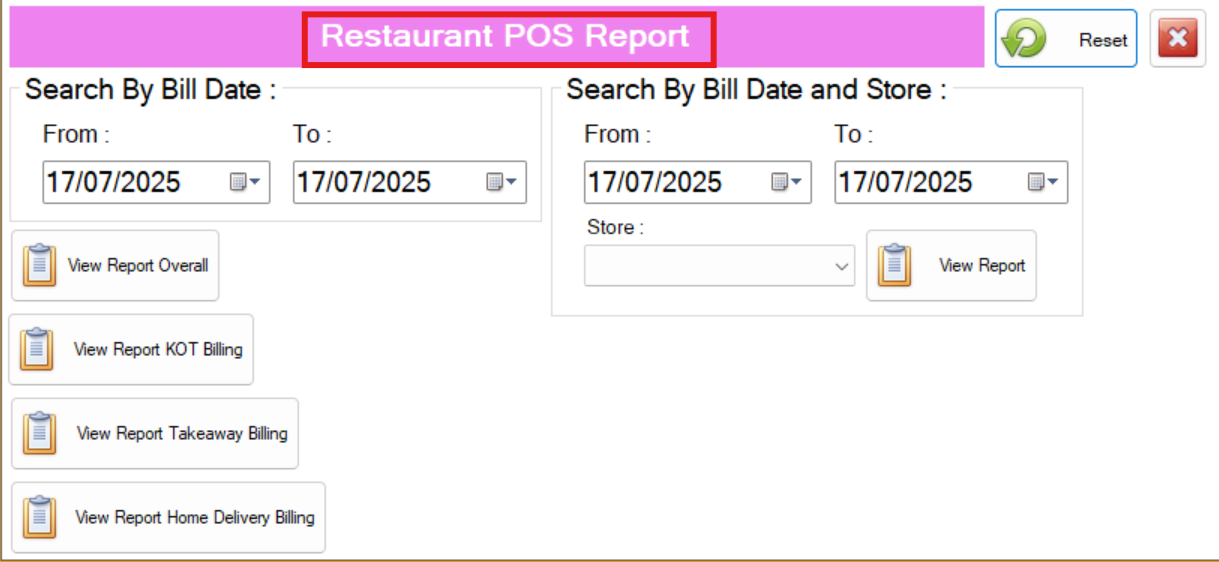 Restaurant POS Report
Reset
Search By Bill Date :
From :
To :
17/07/2025
17/07/2025
View Report Overall
View Report KOT Billing
View Report Takeaway Billing
View Report Home Delivery Billing
Search By Bill Date and Store :
From :
To :
17/07/2025
17/07/2025
Store :
View Report